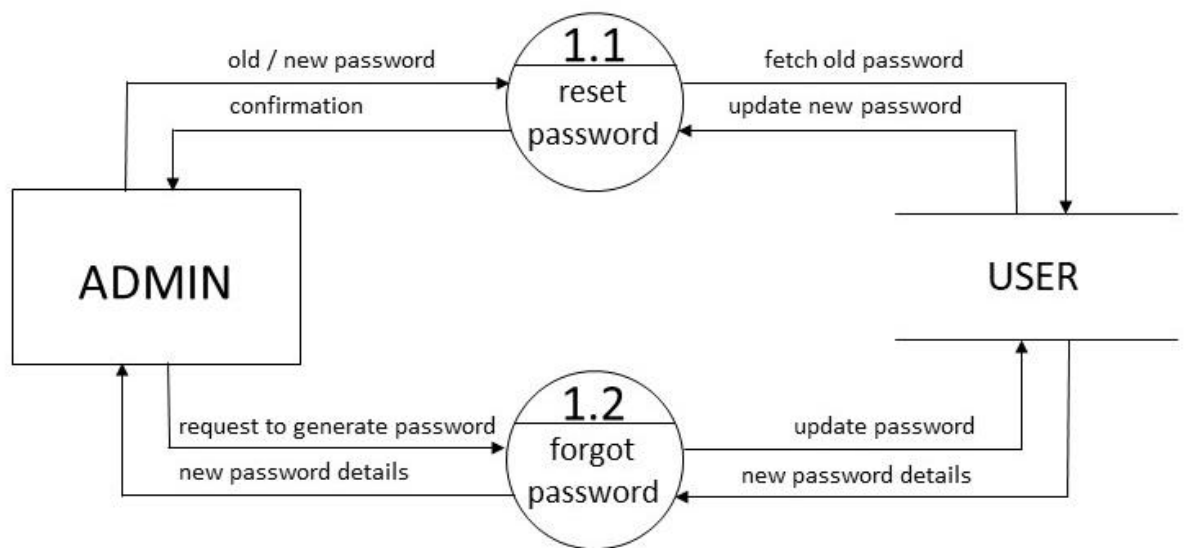 1.1
old / new password
fetch old password
reset
confirmation
update new password
password
ADMIN
USER
1.2
request to generate password
update password
forgot
new password details
new password details
password